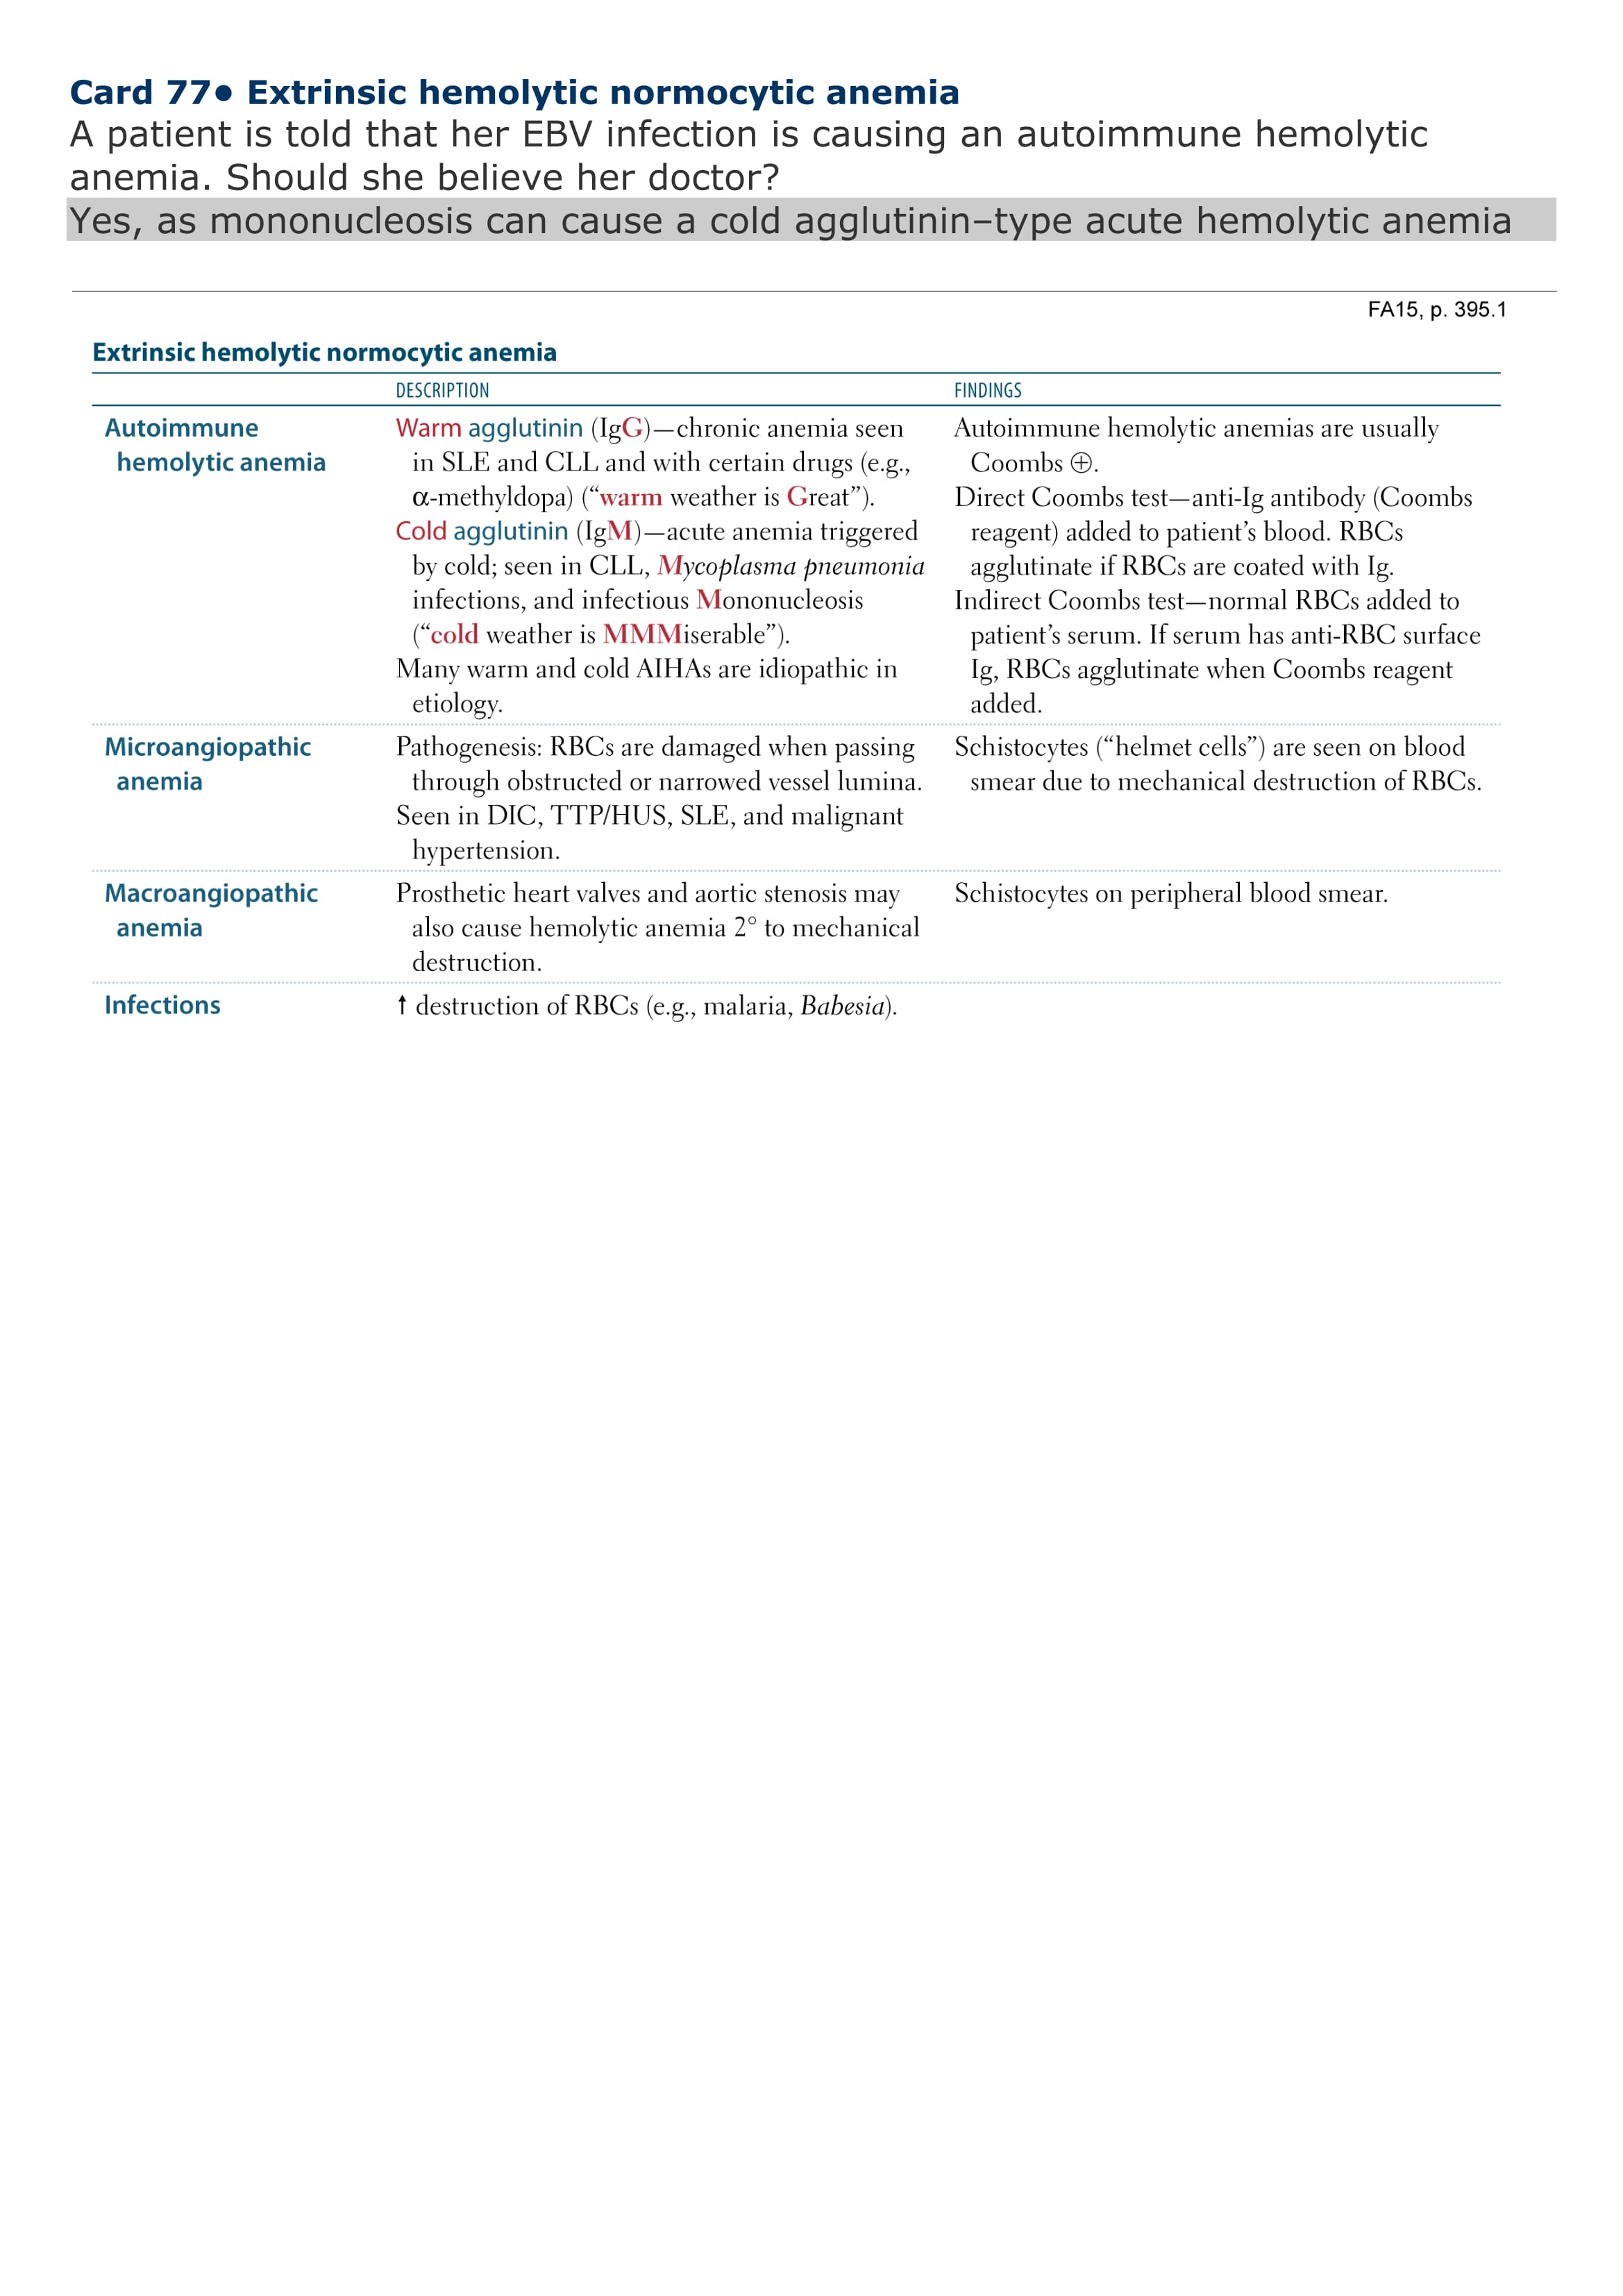 Card 77● Extrinsic hemolytic normocytic anemia
A patient is told that her EBV infection is causing an autoimmune hemolytic
anemia. Should she believe her doctor?
Yes, as mononucleosis can cause a cold agglutinin–type acute hemolytic anemia
FA15, p. 395.1
Extrinsic hemolytic normocytic anemia
DESCRIPTION
FINDINGS
Autoimmune
hemolytic anemia
Warm agglutinin (IgG)—chronic anemia seen
in SLE and CLL and with certain drugs (e.g.,
α-methyldopa) (“warm weather is Great”).
Cold agglutinin (IgM)—acute anemia triggered
by cold; seen in CLL, Mycoplasma pneumonia
infections, and infectious Mononucleosis
(“cold weather is MMMiserable”).
Many warm and cold AIHAs are idiopathic in
etiology.
Autoimmune hemolytic anemias are usually
Coombs ⊕.
Direct Coombs test—anti-Ig antibody (Coombs
reagent) added to patient’s blood. RBCs
agglutinate if RBCs are coated with Ig.
Indirect Coombs test—normal RBCs added to
patient’s serum. If serum has anti-RBC surface
Ig, RBCs agglutinate when Coombs reagent
added.
Microangiopathic
anemia
Pathogenesis: RBCs are damaged when passing
through obstructed or narrowed vessel lumina.
Seen in DIC, TTP/HUS, SLE, and malignant
hypertension.
Schistocytes (“helmet cells”) are seen on blood
smear due to mechanical destruction of RBCs.
Macroangiopathic
anemia
Prosthetic heart valves and aortic stenosis may
also cause hemolytic anemia 2° to mechanical
destruction.
Schistocytes on peripheral blood smear.
Infections
↑ destruction of RBCs (e.g., malaria, Babesia).